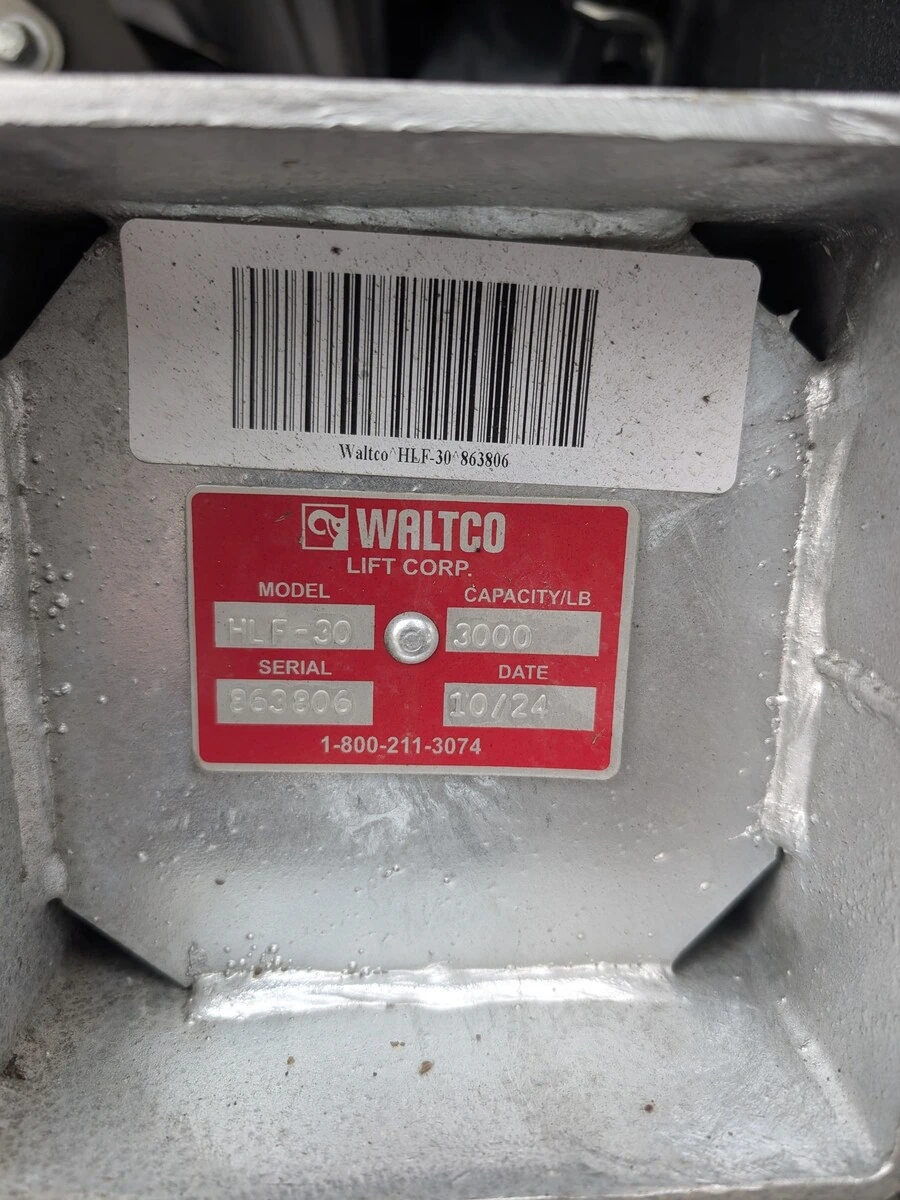 Waltco^HLF-30^863806
WALTCO
LIFT CORP.
MODEL CAPACITY/LB
HLF-30 3000
SERIAL DATE
863806 10/24
1-800-211-3074